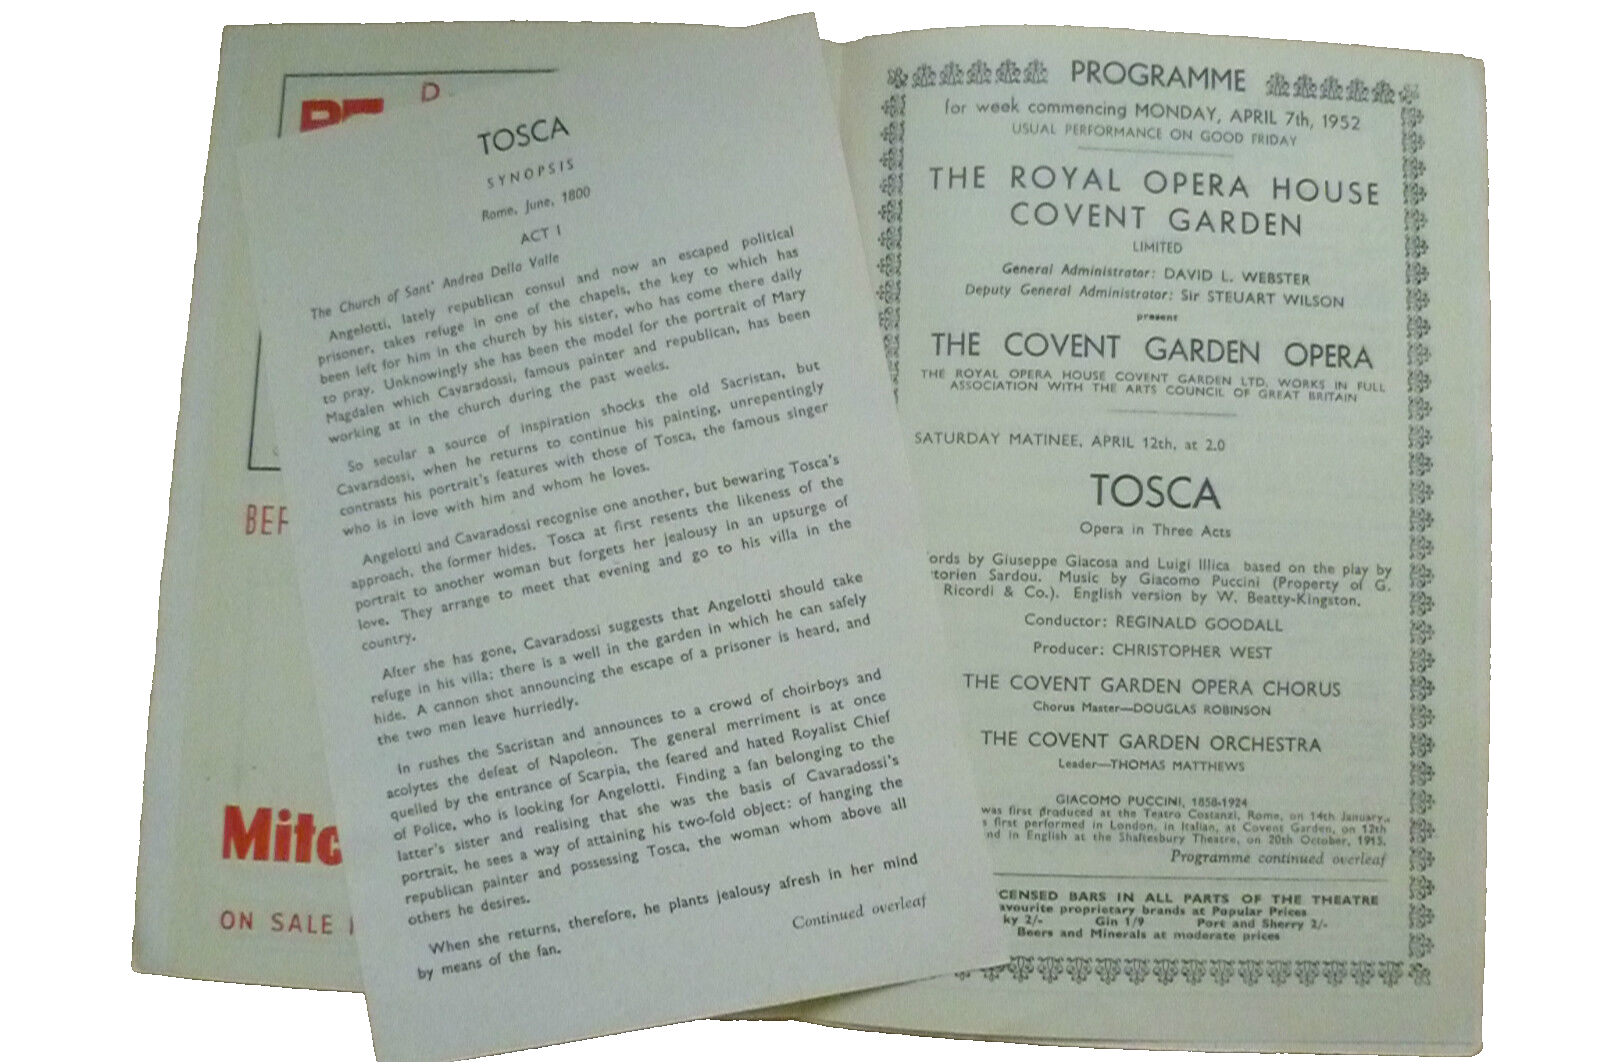 D
BEF
Mitc
ON SALE
TOSCA
SYNOPSIS
Rome, June, 1800
ACT I
The Church of Sant' Andrea Della Valle
Angelotti, lately republican consul and now an escaped political
prisoner, takes refuge in one of the chapels, the key to which has
been left for him in the church by his sister, who has come there daily
to pray. Unknowingly she has been the model for the portrait of Mary
Magdalen which Cavaradossi, famous painter and republican, has been
working at in the church during the past weeks.
So secular a source of inspiration shocks the old Sacristan, but
Cavaradossi, when he returns to continue his painting, unrepentingly
contrasts his portrait's features with those of Tosca, the famous singer
who is in love with him and whom he loves.
Angelotti and Cavaradossi recognise one another, but bewaring Tosca's
approach, the former hides. Tosca at first resents the likeness of the
portrait to another woman but forgets her jealousy in an upsurge of
love. They arrange to meet that evening and go to his villa in the
country.
After she has gone, Cavaradossi suggests that Angelotti should take
refuge in his villa; there is a well in the garden in which he can safely
hide. A cannon shot announcing the escape of a prisoner is heard, and
the two men leave hurriedly.
In rushes the Sacristan and announces to a crowd of choirboys and
acolytes the defeat of Napoleon. The general merriment is at once
quelled by the entrance of Scarpia, the feared and hated Royalist Chief
of Police, who is looking for Angelotti. Finding a fan belonging to the
latter's sister and realising that she was the basis of Cavaradossi's
portrait, he sees a way of attaining his two-fold object: of hanging the
republican painter and possessing Tosca, the woman whom above all
others he desires.
When she returns, therefore, he plants jealousy afresh in her mind
by means of the fan.
Continued overleaf
PROGRAMME
for week commencing MONDAY, APRIL 7th, 1952
USUAL PERFORMANCE ON GOOD FRIDAY
THE ROYAL OPERA HOUSE
COVENT GARDEN
LIMITED
General Administrator: DAVID L. WEBSTER
Deputy General Administrator: Sir STEUART WILSON
present
THE COVENT GARDEN OPERA
THE ROYAL OPERA HOUSE COVENT GARDEN LTD. WORKS IN FULL
ASSOCIATION WITH THE ARTS COUNCIL OF GREAT BRITAIN
SATURDAY MATINEE, APRIL 12th, at 2.0
TOSCA
Opera in Three Acts
ords by Giuseppe Giacosa and Luigi Illica based on the play by
torien Sardou. Music by Giacomo Puccini (Property of G.
Ricordi & Co.). English version by W. Beatty-Kingston.
Conductor: REGINALD GOODALL
Producer: CHRISTOPHER WEST
THE COVENT GARDEN OPERA CHORUS
Chorus Master—DOUGLAS ROBINSON
THE COVENT GARDEN ORCHESTRA
Leader—THOMAS MATTHEWS
GIACOMO PUCCINI, 1858-1924
was first produced at the Teatro Costanzi, Rome, on 14th January,
s first performed in London, in Italian, at Covent Garden, on 12th
nd in English at the Shaftesbury Theatre, on 20th October, 1915.
Programme continued overleaf
CENSED BARS IN ALL PARTS OF THE THEATRE
avourite proprietary brands at Popular Prices
ky 2/- Gin 1/9 Port and Sherry 2/-
Beers and Minerals at moderate prices